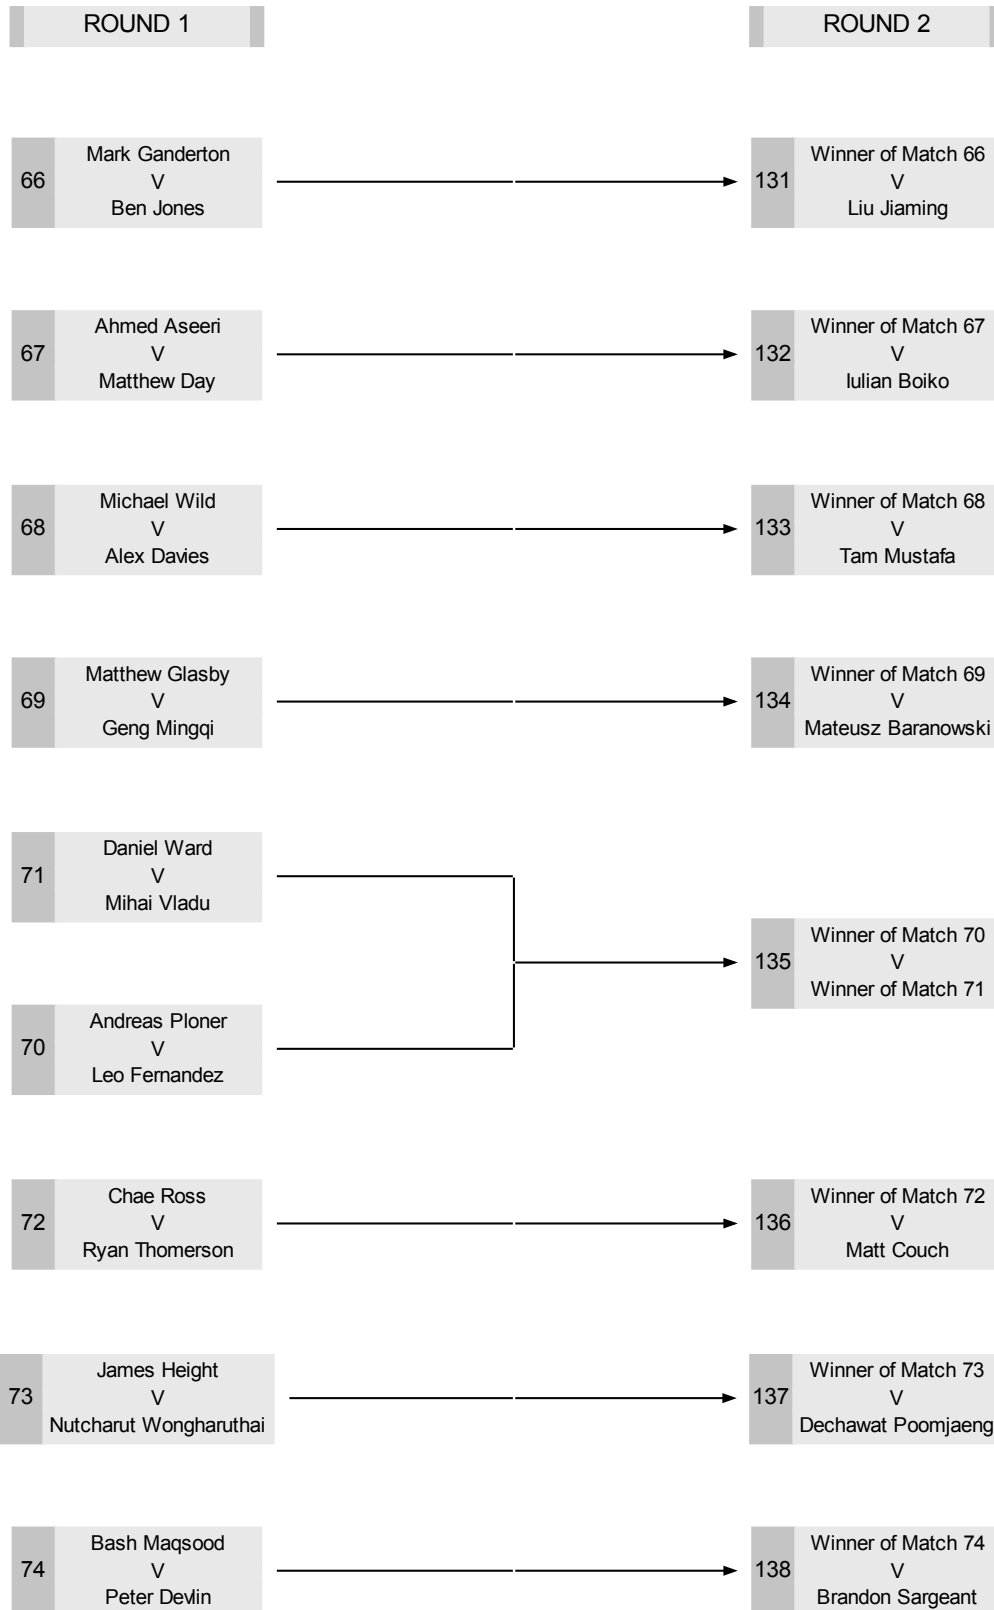 ROUND 1
ROUND 2
66
Mark Ganderton
V
Ben Jones
131
Winner of Match 66
V
Liu Jiaming
67
Ahmed Aseeri
V
Matthew Day
132
Winner of Match 67
V
Iulian Boiko
68
Michael Wild
V
Alex Davies
133
Winner of Match 68
V
Tam Mustafa
69
Matthew Glasby
V
Geng Mingqi
134
Winner of Match 69
V
Mateusz Baranowski
71
Daniel Ward
V
Mihai Vladu
135
Winner of Match 70
V
Winner of Match 71
70
Andreas Ploner
V
Leo Fernandez
72
Chae Ross
V
Ryan Thomerson
136
Winner of Match 72
V
Matt Couch
73
James Height
V
Nutcharut Wongharuthai
137
Winner of Match 73
V
Dechawat Poomjaeng
74
Bash Maqsood
V
Peter Devlin
138
Winner of Match 74
V
Brandon Sargeant